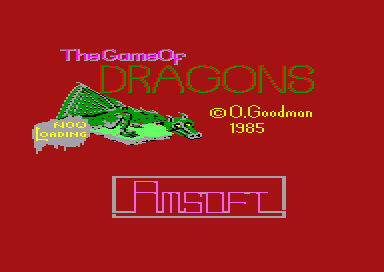 The Game Of
DRAGONS
© O. Goodman
1985
NOW
LOADING
AMSOFT